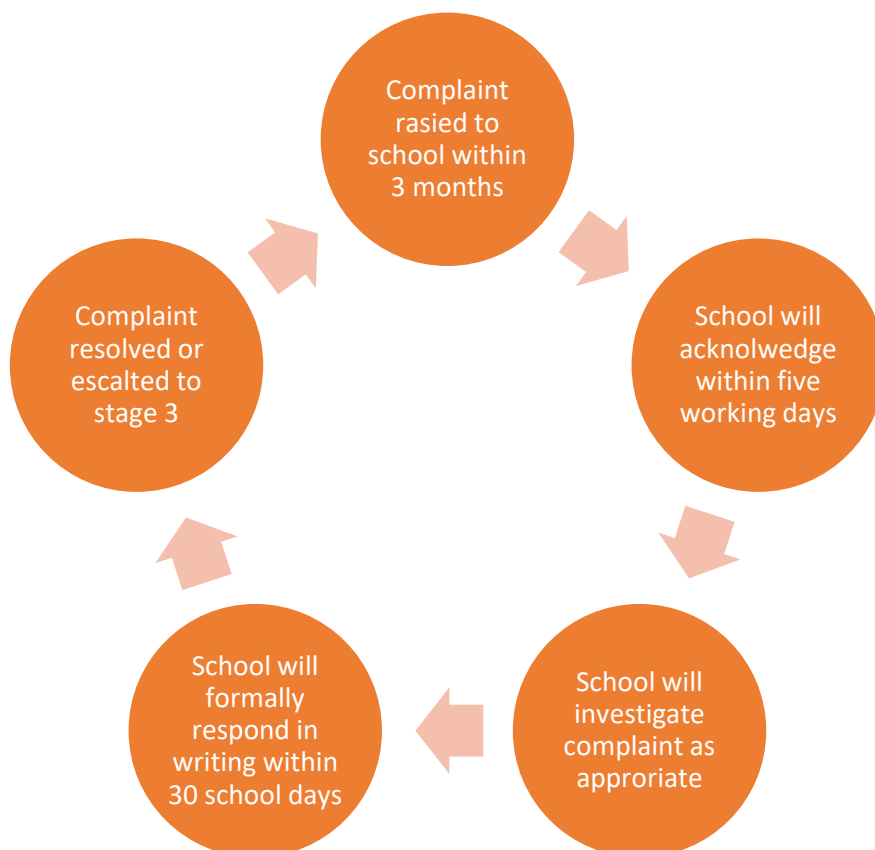 Complaint
rasied to
school within
3 months
School will
acknolwedge
within five
working days
School will
investigate
complaint as
approriate
School will
formally
respond in
writing within
30 school days
Complaint
resolved or
escalted to
stage 3